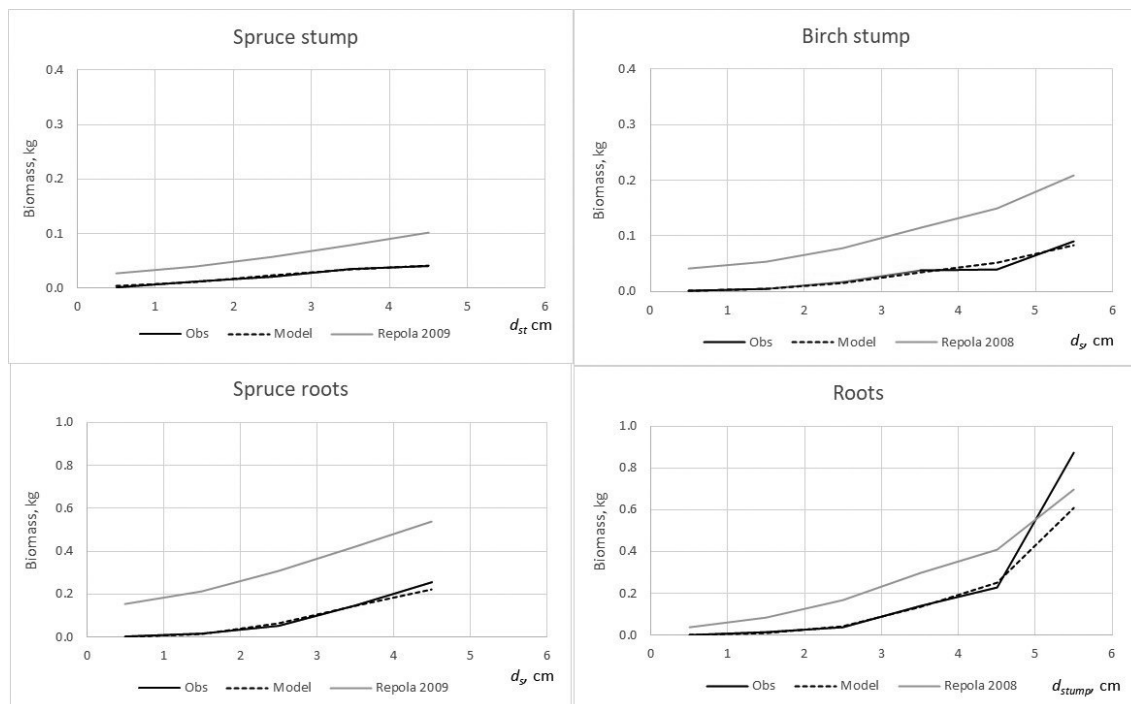 Spruce stump
0.4
0.3
0.2
0.1
0.0
Biomass, kg
0 1 2 3 4 5 6
d_st cm
Obs Model Repola 2009
Birch stump
0.4
0.3
0.2
0.1
0.0
Biomass, kg
0 1 2 3 4 5 6
d_s, cm
Obs Model Repola 2008
Spruce roots
1.0
0.8
0.6
0.4
0.2
0.0
Biomass, kg
0 1 2 3 4 5 6
d_s, cm
Obs Model Repola 2009
Roots
1.0
0.8
0.6
0.4
0.2
0.0
Biomass, kg
0 1 2 3 4 5 6
d_stump, cm
Obs Model Repola 2008